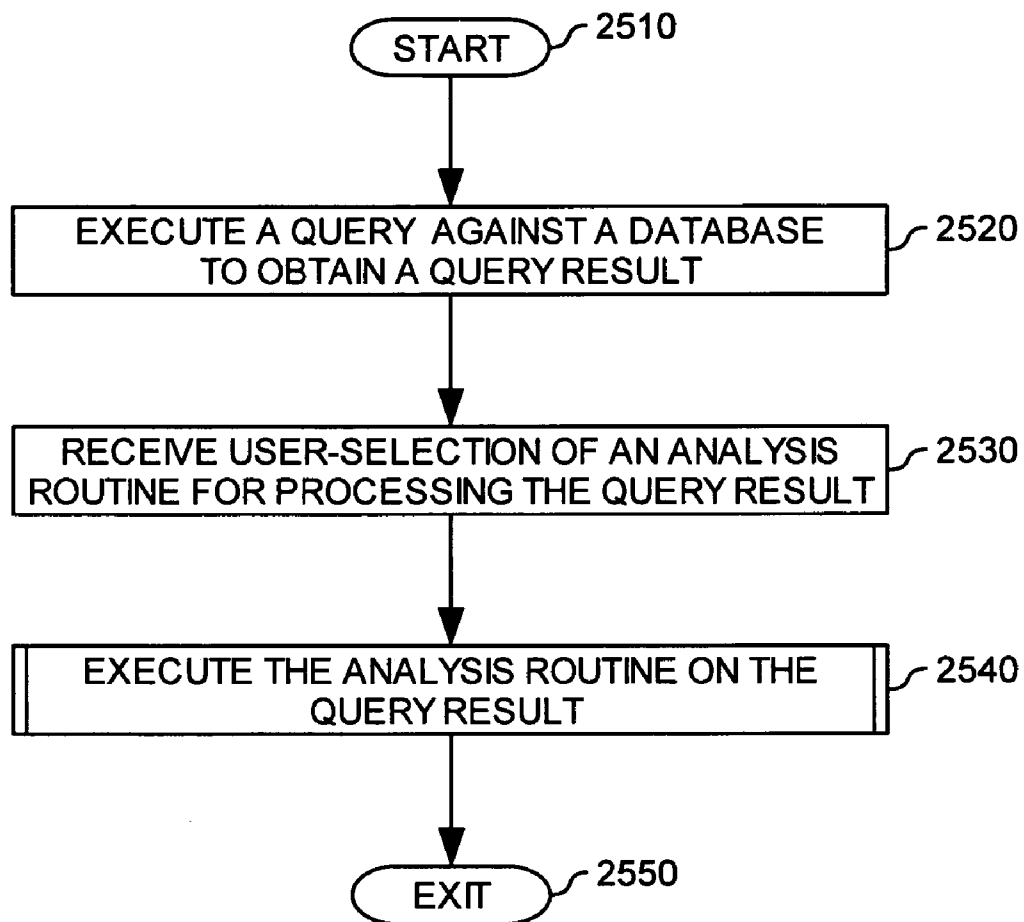 START
2510
EXECUTE A QUERY AGAINST A DATABASE
TO OBTAIN A QUERY RESULT
2520
RECEIVE USER-SELECTION OF AN ANALYSIS
ROUTINE FOR PROCESSING THE QUERY RESULT
2530
EXECUTE THE ANALYSIS ROUTINE ON THE
QUERY RESULT
2540
EXIT
2550